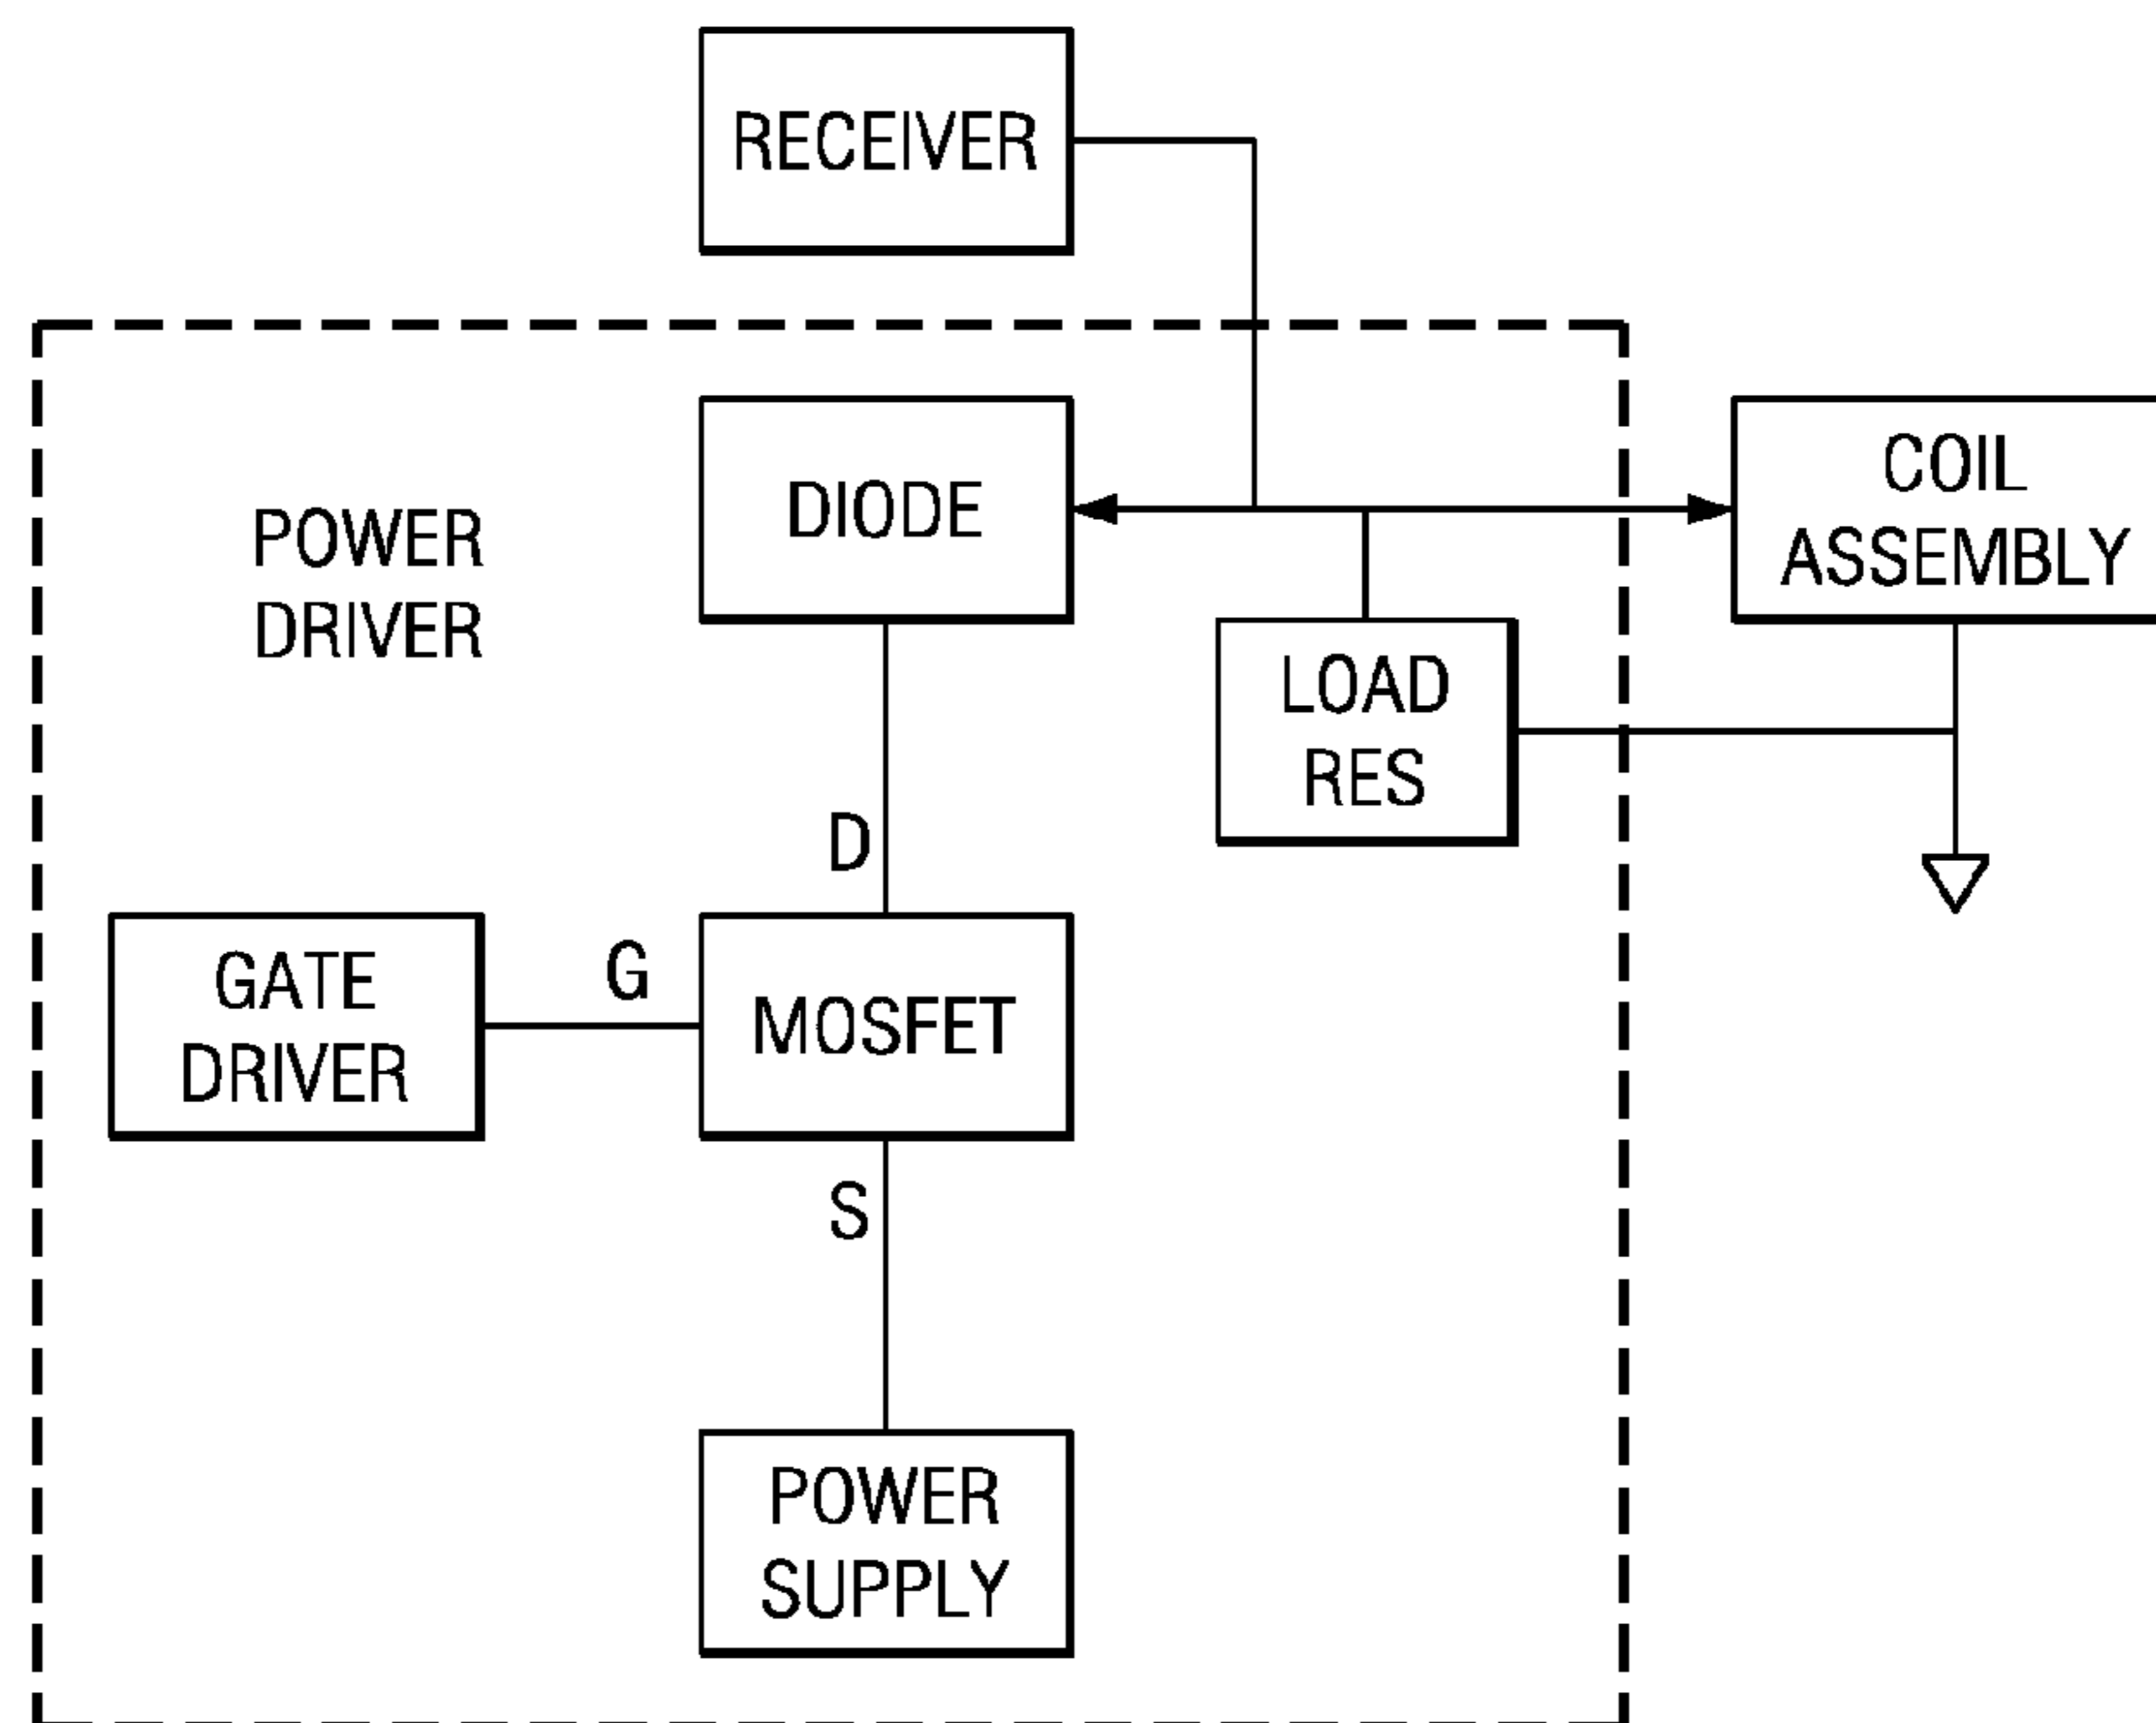 RECEIVER
DIODE
COIL
ASSEMBLY
POWER
DRIVER
LOAD
RES
D
GATE
DRIVER
G
MOSFET
S
POWER
SUPPLY